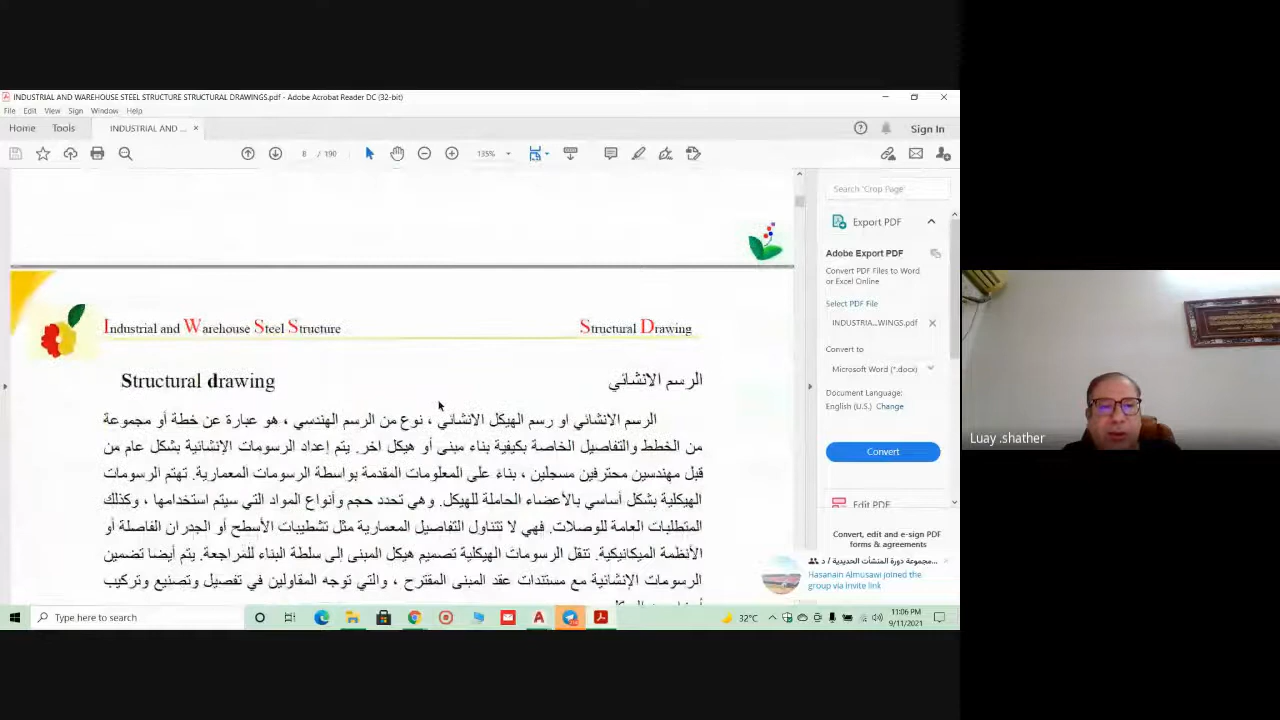 INDUSTRIAL AND WAREHOUSE STEEL STRUCTURE STRUCTURAL DRAWINGS.pdf - Adobe Acrobat Reader DC (32-bit)
File Edit View Sign Window Help
Home Tools INDUSTRIAL AND ... × Sign In
8 / 190 135%
Search 'Crop Page'
Export PDF
Adobe Export PDF
Convert PDF Files to Word
or Excel Online
Select PDF File
INDUSTRIA...WINGS.pdf
Convert to
Microsoft Word (*.docx)
Document Language:
English (U.S.) Change
Convert
Edit PDF
Convert, edit and e-sign PDF
forms & agreements
Industrial and Warehouse Steel Structure Structural Drawing
Structural drawing الرسم الانشائي
الرسم الانشائي او رسم الهيكل الانشائي ، نوع من الرسم الهندسي ، هو عبارة عن خطة أو مجموعة
من الخطط والتفاصيل الخاصة بكيفية بناء مبنى أو هيكل اخر. يتم إعداد الرسومات الإنشائية بشكل عام من
قبل مهندسين محترفين مسجلين ، بناءً على المعلومات المقدمة بواسطة الرسومات المعمارية. تهتم الرسومات
الهيكلية بشكل أساسي بالأعضاء الحاملة للهيكل. وهي تحدد حجم وأنواع المواد التي سيتم استخدامها ، وكذلك
المتطلبات العامة للوصلات. فهي لا تتناول التفاصيل المعمارية مثل تشطيبات الأسطح أو الجدران الفاصلة أو
الأنظمة الميكانيكية. تنقل الرسومات الهيكلية تصميم هيكل المبنى الى سلطة البناء للمراجعة. يتم أيضا تضمين
الرسومات الإنشائية مع مستندات عقد المبنى المقترح ، والتي توجه المقاولين في تفصيل وتصنيع وتركيب
مجموعة دورة المنشأت الحديدية / د...
Hasanain Almusawi joined the
group via invite link
Type here to search
32°C
11:06 PM
9/11/2021
Luay .shather